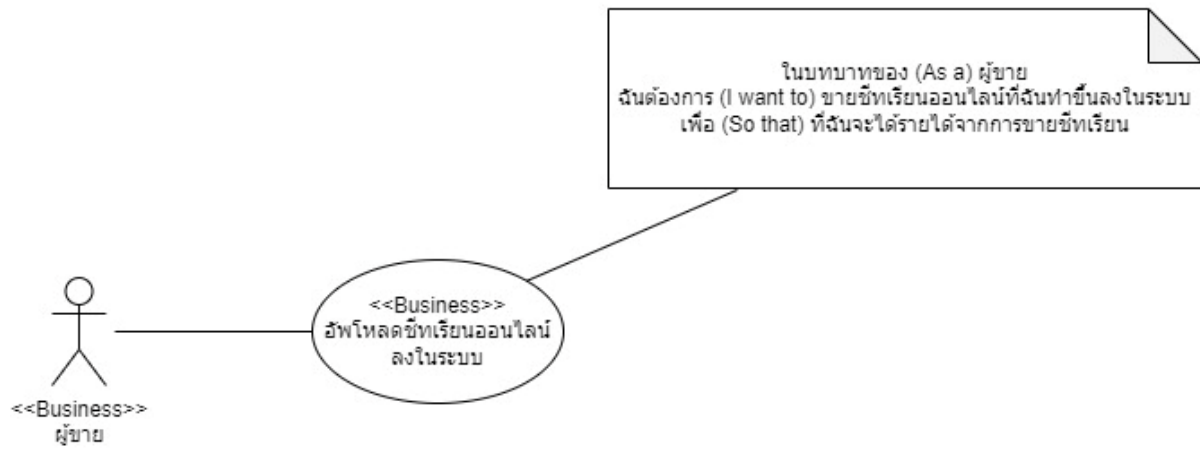 ในบทบาทของ (As a) ผู้ขาย
ฉันต้องการ (I want to) ขายชีทเรียนออนไลน์ที่ฉันทำขึ้นลงในระบบ
เพื่อ (So that) ที่ฉันจะได้รายได้จากการขายชีทเรียน
<<Business>>
อัพโหลดชีทเรียนออนไลน์
ลงในระบบ
<<Business>>
ผู้ขาย